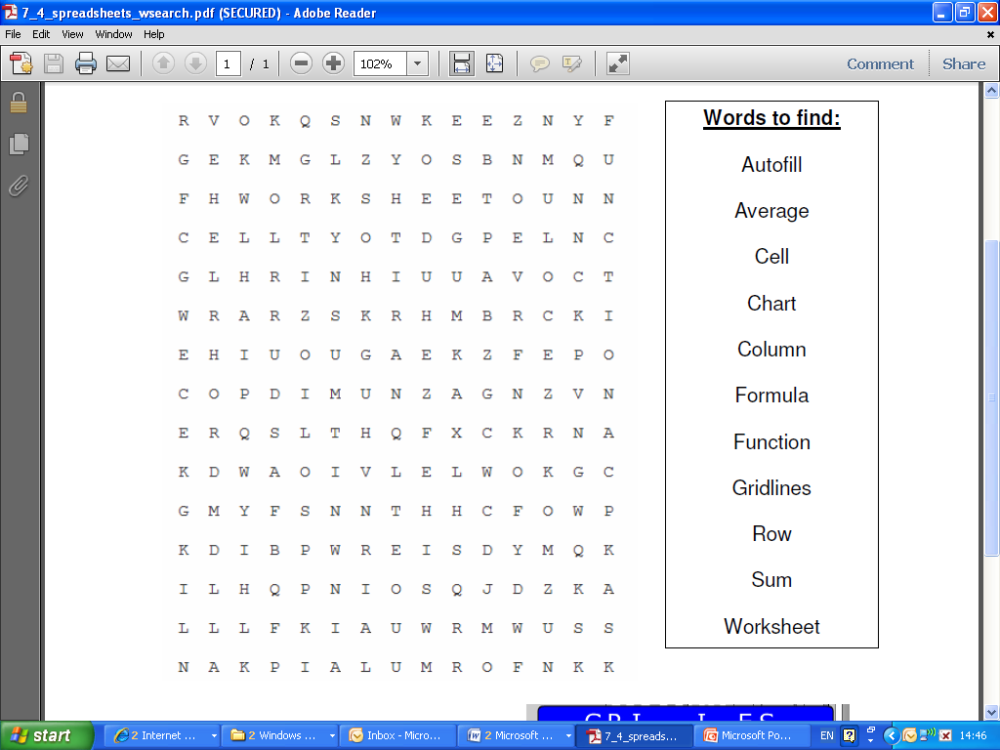 7_4_spreadsheets_wsearch.pdf (SECURED) - Adobe Reader
File Edit View Window Help
1 / 1 102% Comment Share
R V O K Q S N W K E E Z N Y F
G E K M G L Z Y O S B N M Q U
F H W O R K S H E E T O U N N
C E L L T Y O T D G P E L N C
G L H R I N H I U U A V O C T
W R A R Z S K R H M B R C K I
E H I U O U G A E K Z F E P O
C O P D I M U N Z A G N Z V N
E R Q S L T H Q F X C K R N A
K D W A O I V L E L W O K G C
G M Y F S N N T H H C F O W P
K D I B P W R E I S D Y M Q K
I L H Q P N I O S Q J D Z K A
L L L F K I A U W R M W U S S
N A K P I A L U M R O F N K K
Words to find:
Autofill
Average
Cell
Chart
Column
Formula
Function
Gridlines
Row
Sum
Worksheet
start 2 Internet ... 2 Windows ... Inbox - Micro... 2 Microsoft ... 7_4_spreads... Microsoft Po... EN 14:46